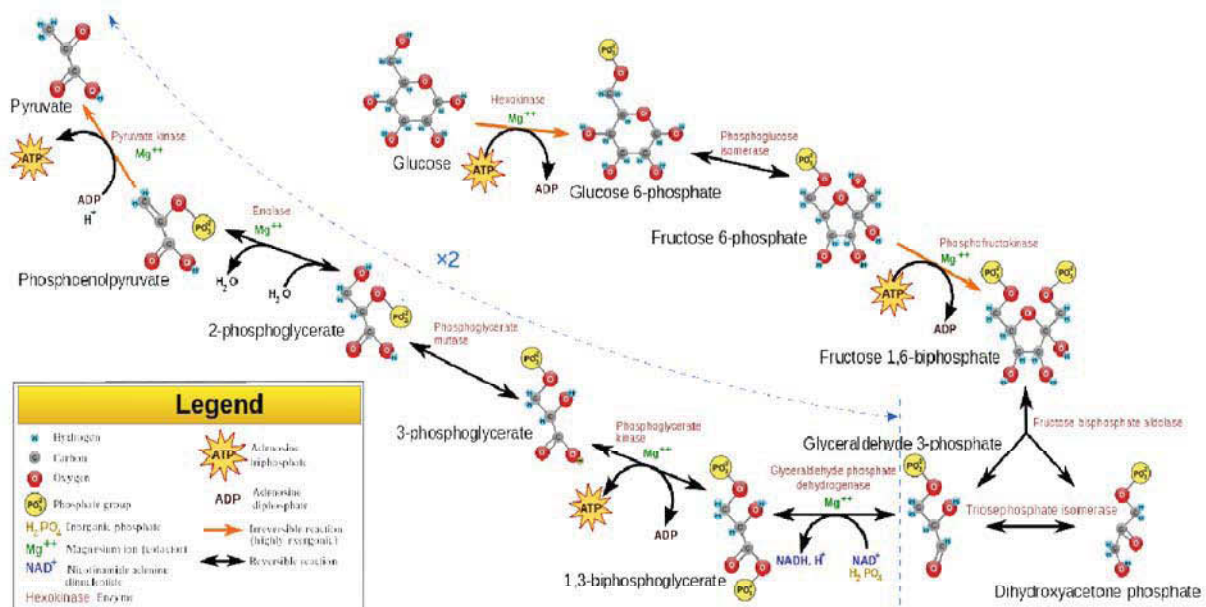 Glucose
Hexokinase
Mg++
ATP
ADP
Glucose 6-phosphate
Phosphoglucose
isomerase
Fructose 6-phosphate
Phosphofructokinase
Mg++
ATP
ADP
Fructose 1,6-biphosphate
Fructose bisphosphate aldolase
Triosephosphate isomerase
Dihydroxyacetone phosphate
Glyceraldehyde 3-phosphate
Glyceraldehyde phosphate
dehydrogenase
Mg++
NADH, H+
NAD+
H2PO4
1,3-biphosphoglycerate
Phosphoglycerate
kinase
Mg++
ATP
ADP
3-phosphoglycerate
Phosphoglycerate
mutase
2-phosphoglycerate
Enolase
Mg++
H2O
H2O
Phosphoenolpyruvate
Pyruvate kinase
Mg++
ATP
ADP
H+
Pyruvate
×2
Legend
Hydrogen
Carbon
Oxygen
Phosphate group
H2PO4 Inorganic phosphate
Mg++ Magnesium ion (cofactor)
NAD+ Nicotinamide adenine
dinucleotide
Hexokinase Enzyme
ATP Adenosine
triphosphate
ADP Adenosine
diphosphate
Irreversible reaction
(highly exergonic)
Reversible reaction